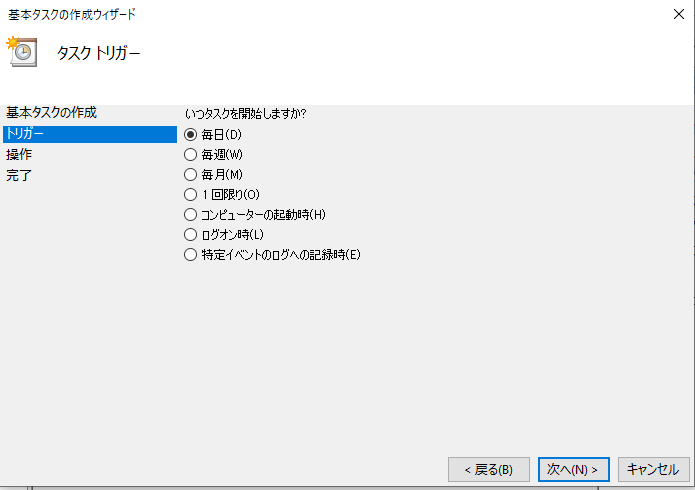 基本タスクの作成ウィザード
タスク トリガー
基本タスクの作成
トリガー
操作
完了
いつタスクを開始しますか?
毎日(D)
毎週(W)
毎月(M)
1 回限り(O)
コンピューターの起動時(H)
ログオン時(L)
特定イベントのログへの記録時(E)
< 戻る(B)
次へ(N) >
キャンセル